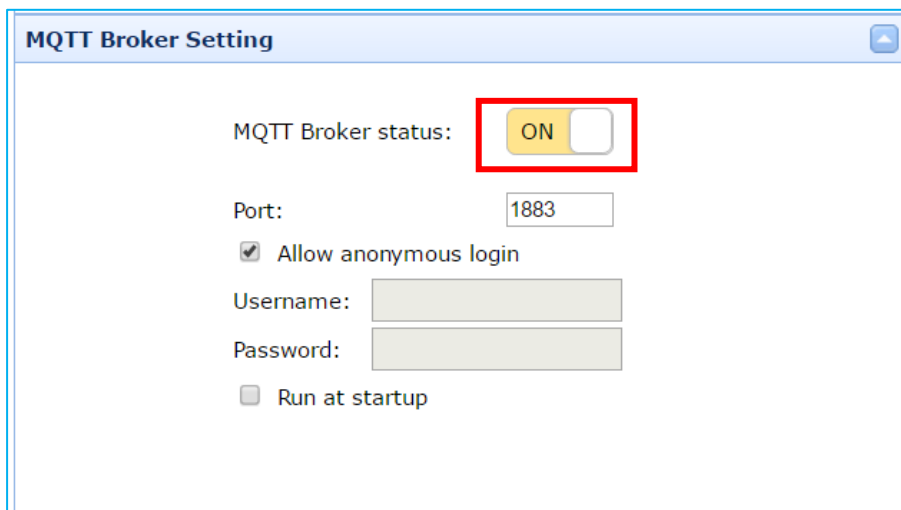 MQTT Broker Setting
MQTT Broker status: ON
Port: 1883
Allow anonymous login
Username:
Password:
Run at startup